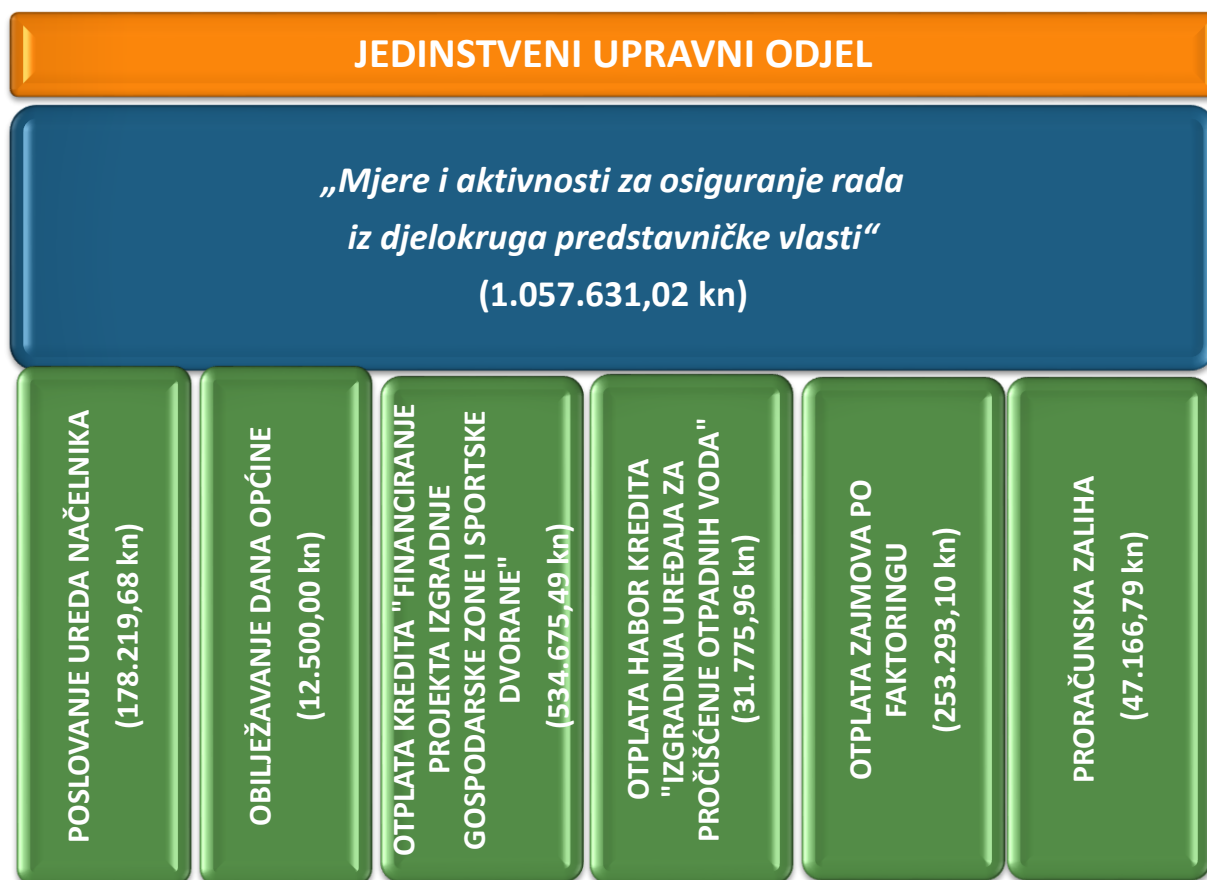 JEDINSTVENI UPRAVNI ODJEL
„Mjere i aktivnosti za osiguranje rada
iz djelokruga predstavničke vlasti“
(1.057.631,02 kn)
POSLOVANJE UREDA NAČELNIKA
(178.219,68 kn)
OBILJEŽAVANJE DANA OPĆINE
(12.500,00 kn)
OTPLATA KREDITA "FINANCIRANJE
PROJEKTA IZGRADNJE
GOSPODARSKE ZONE I SPORTSKE
DVORANE"
(534.675,49 kn)
OTPLATA HABOR KREDITA
"IZGRADNJA UREĐAJA ZA
PROČIŠĆENJE OTPADNIH VODA"
(31.775,96 kn)
OTPLATA ZAJMOVA PO
FAKTORINGU
(253.293,10 kn)
PRORAČUNSKA ZALIHA
(47.166,79 kn)